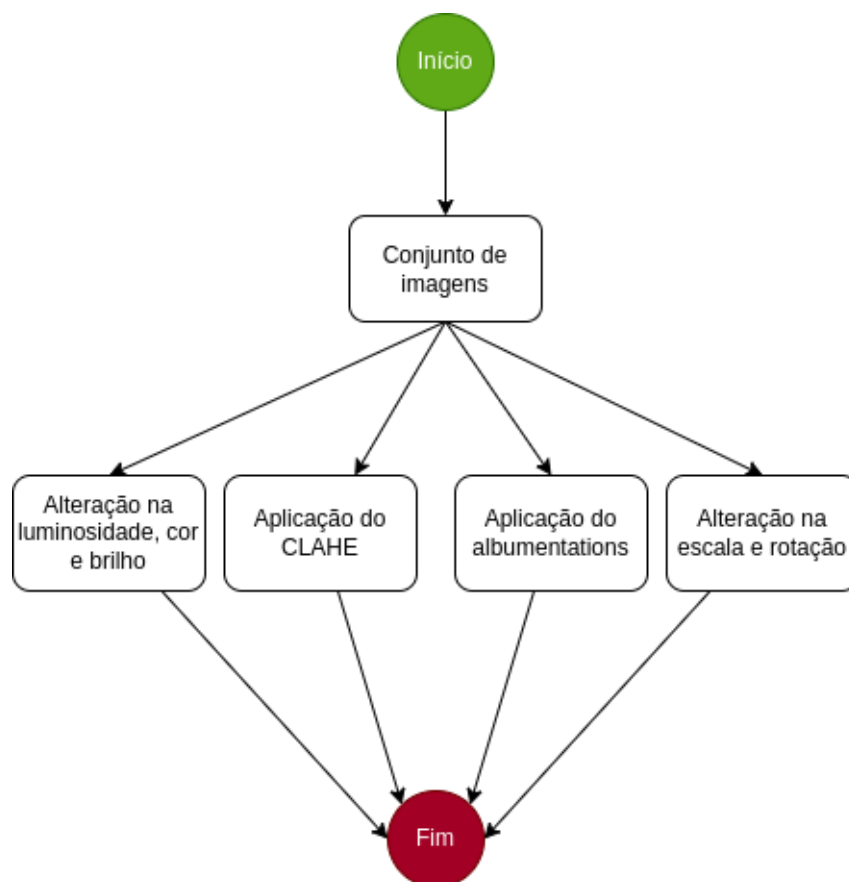 Início
Conjunto de
imagens
Alteração na
luminosidade, cor
e brilho
Aplicação do
CLAHE
Aplicação do
albumentations
Alteração na
escala e rotação
Fim